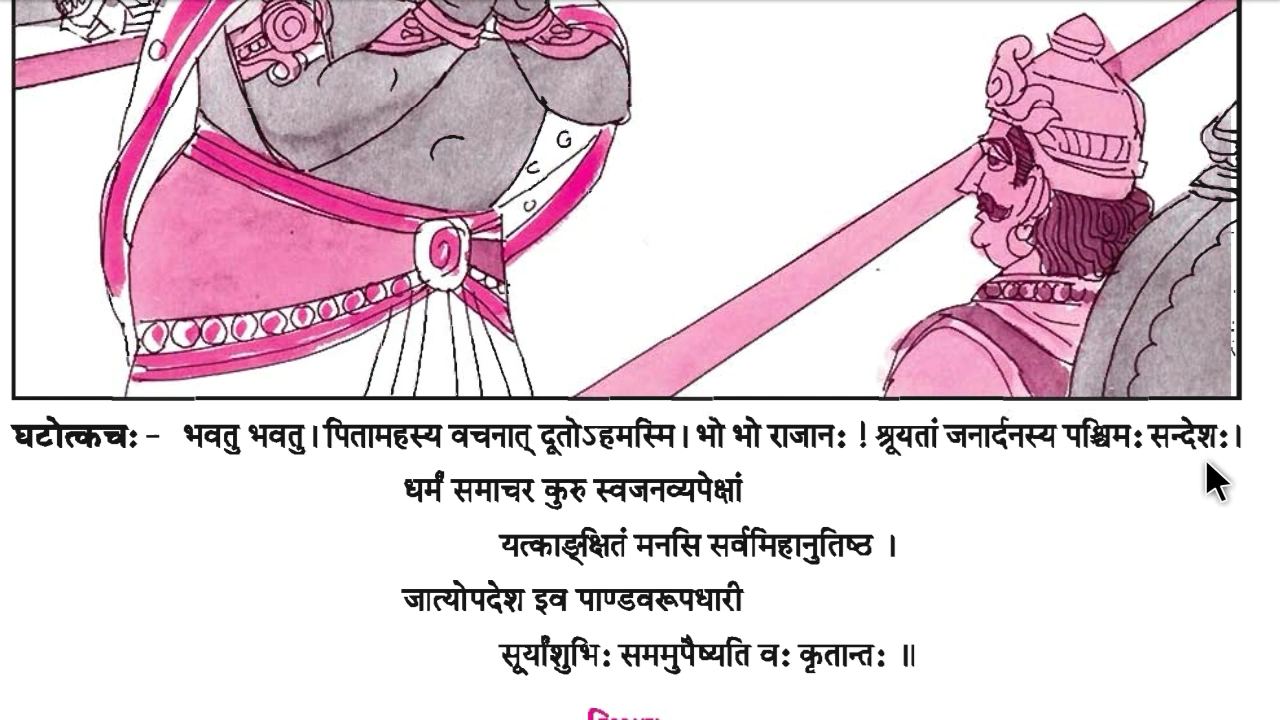 घटोत्कचः - भवतु भवतु। पितामहस्य वचनात् दूतोऽहमस्मि। भो भो राजानः ! श्रूयतां जनार्दनस्य पश्चिमः सन्देशः।
धर्मं समाचर कुरु स्वजनव्यपेक्षां
यत्काङ्क्षितं मनसि सर्वमिहानुतिष्ठ ।
जात्योपदेश इव पाण्डवरूपधारी
सूर्यांशुभिः सममुपैष्यति वः कृतान्तः ॥